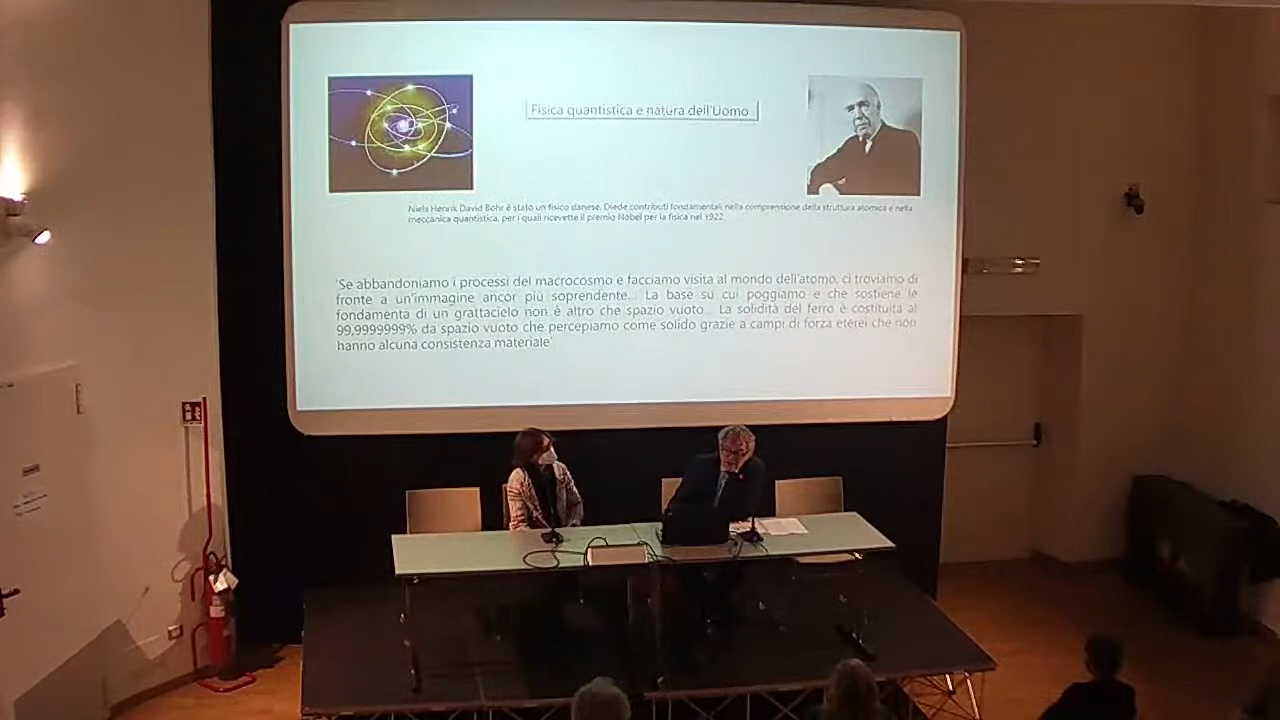 Fisica quantistica e natura dell'Uomo
Niels Henrik David Bohr è stato un fisico danese. Diede contributi fondamentali nella comprensione della struttura atomica e nella
meccanica quantistica, per i quali ricevette il premio Nobel per la fisica nel 1922.
'Se abbandoniamo i processi del macrocosmo e facciamo visita al mondo dell'atomo, ci troviamo di
fronte a un'immagine ancor più soprendente... La base su cui poggiamo e che sostiene le
fondamenta di un grattacielo non è altro che spazio vuoto... La solidità del ferro è costituita al
99,9999999% da spazio vuoto che percepiamo come solido grazie a campi di forza eterei che non
hanno alcuna consistenza materiale'